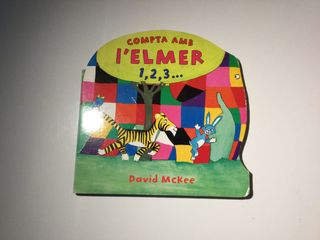 COMPTA AMB
l'ELMER
1, 2, 3...
David McKee